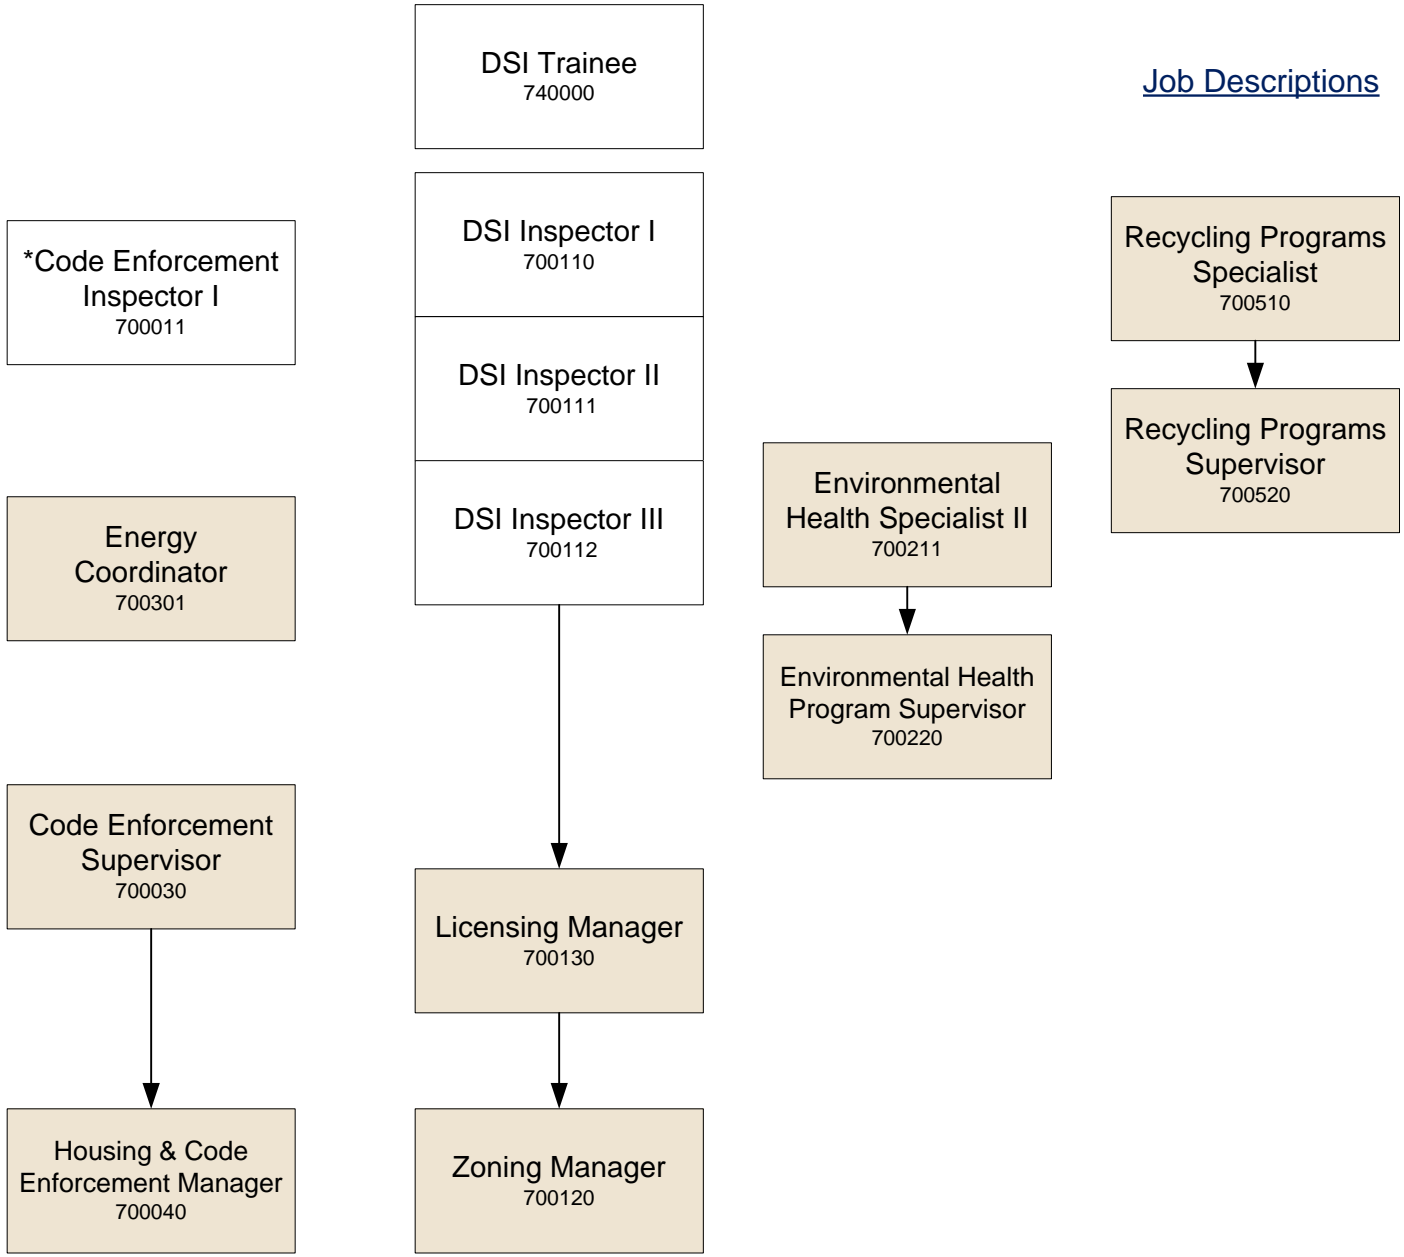 DSI Trainee
740000
Job Descriptions
*Code Enforcement
Inspector I
700011
DSI Inspector I
700110
DSI Inspector II
700111
DSI Inspector III
700112
Recycling Programs
Specialist
700510
Recycling Programs
Supervisor
700520
Energy
Coordinator
700301
Environmental
Health Specialist II
700211
Environmental Health
Program Supervisor
700220
Code Enforcement
Supervisor
700030
Licensing Manager
700130
Housing & Code
Enforcement Manager
700040
Zoning Manager
700120